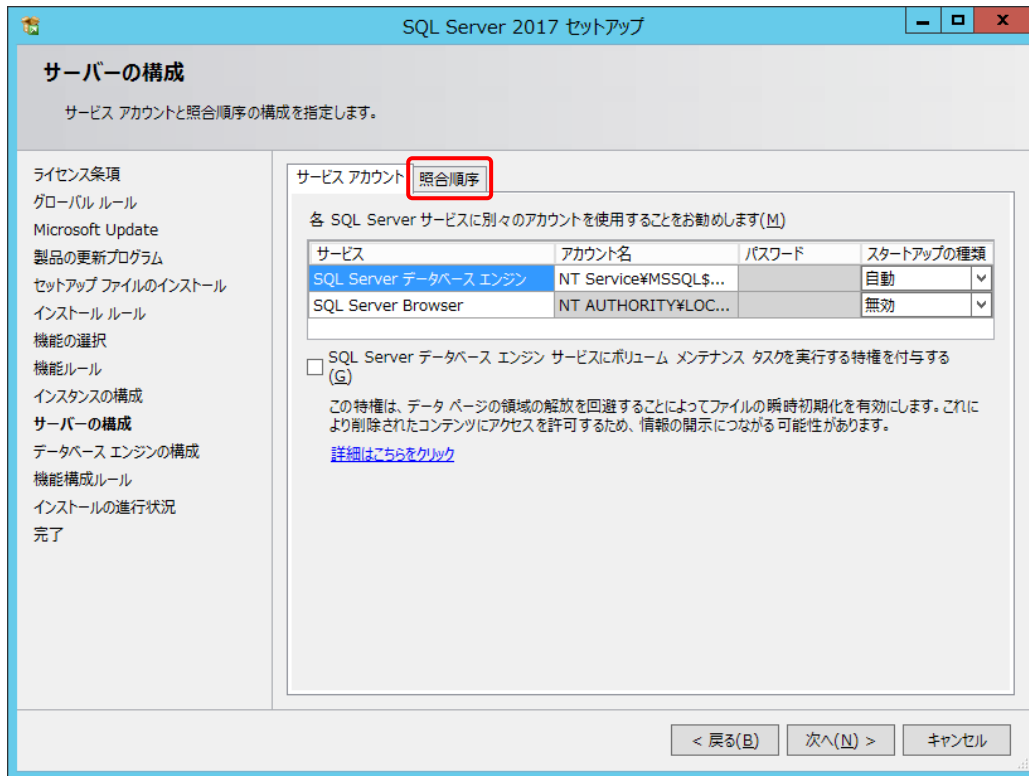 SQL Server 2017 セットアップ
サーバーの構成
サービス アカウントと照合順序の構成を指定します。
ライセンス条項
グローバル ルール
Microsoft Update
製品の更新プログラム
セットアップ ファイルのインストール
インストール ルール
機能の選択
機能ルール
インスタンスの構成
サーバーの構成
データベース エンジンの構成
機能構成ルール
インストールの進行状況
完了
サービス アカウント 照合順序
各 SQL Server サービスに別々のアカウントを使用することをお勧めします(M)
サービス アカウント名 パスワード スタートアップの種類
SQL Server データベース エンジン NT Service¥MSSQL$... 自動
SQL Server Browser NT AUTHORITY¥LOC... 無効
SQL Server データベース エンジン サービスにボリューム メンテナンス タスクを実行する特権を付与する
(G)
この特権は、データ ページの領域の解放を回避することによってファイルの瞬時初期化を有効にします。これに
より削除されたコンテンツにアクセスを許可するため、情報の開示につながる可能性があります。
詳細はこちらをクリック
< 戻る(B) 次へ(N) > キャンセル